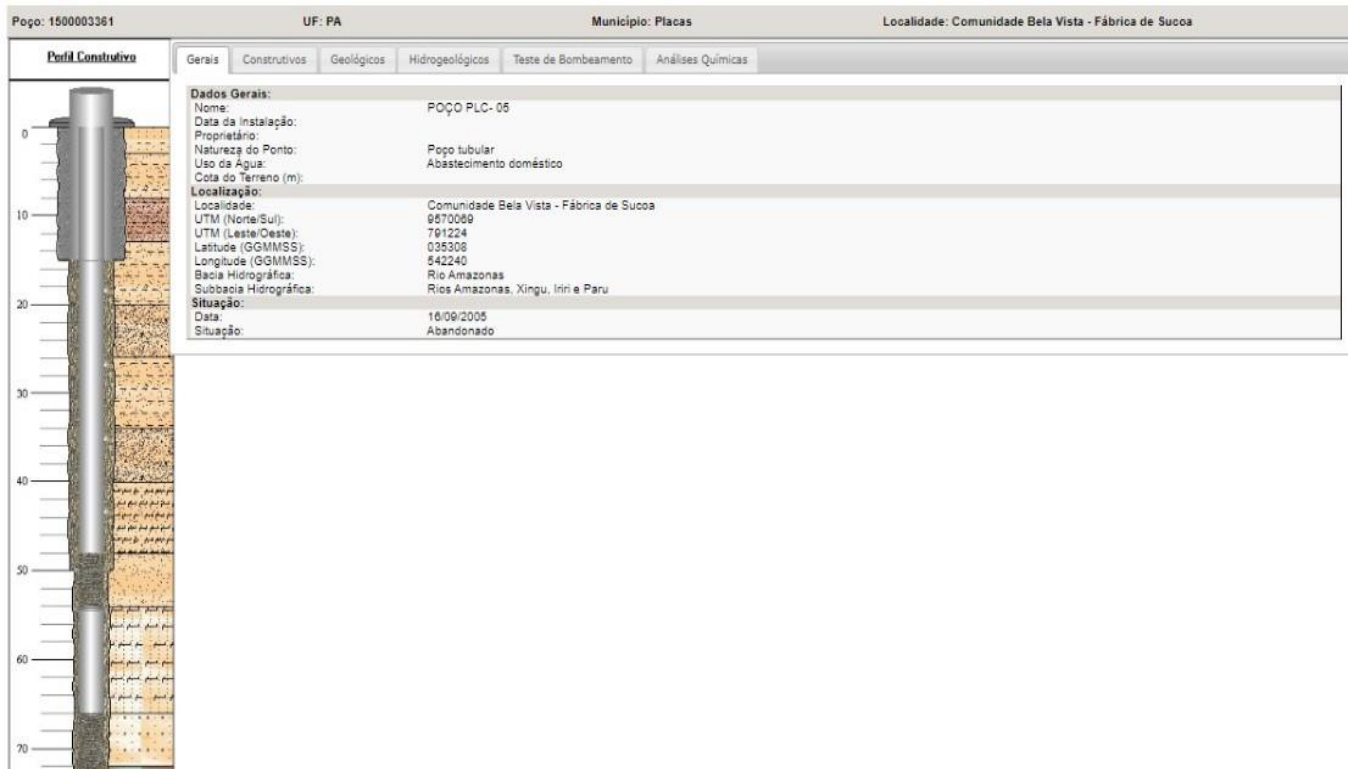 Poço: 1500003361 UF: PA Município: Placas Localidade: Comunidade Bela Vista - Fábrica de Sucoa
Perfil Construtivo
Gerais Construtivos Geológicos Hidrogeológicos Teste de Bombeamento Análises Químicas
Dados Gerais:
Nome: POÇO PLC- 05
Data da Instalação:
Proprietário:
Natureza do Ponto: Poço tubular
Uso da Água: Abastecimento doméstico
Cota do Terreno (m):
Localização:
Localidade: Comunidade Bela Vista - Fábrica de Sucoa
UTM (Norte/Sul): 9570069
UTM (Leste/Oeste): 791224
Latitude (GGMMSS): 035308
Longitude (GGMMSS): 542240
Bacia Hidrográfica: Rio Amazonas
Subbacia Hidrográfica: Rios Amazonas, Xingu, Iriri e Paru
Situação:
Data: 16/09/2005
Situação: Abandonado
0
10
20
30
40
50
60
70